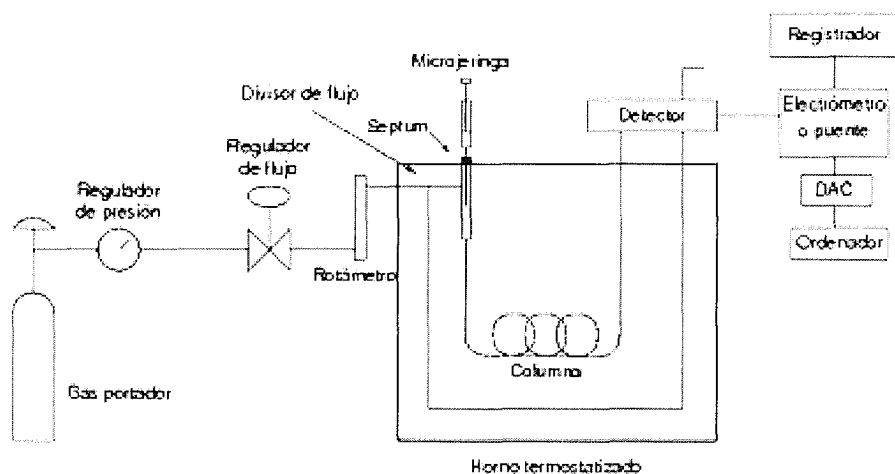 Registrador
Microjeringa
Divisor de flujo
Septum
Detector
Electrómetro
o puente
Regulador
de flujo
DAC
Regulador
de presión
Ordenador
Rotámetro
Columna
Gas portador
Horno termostatizado